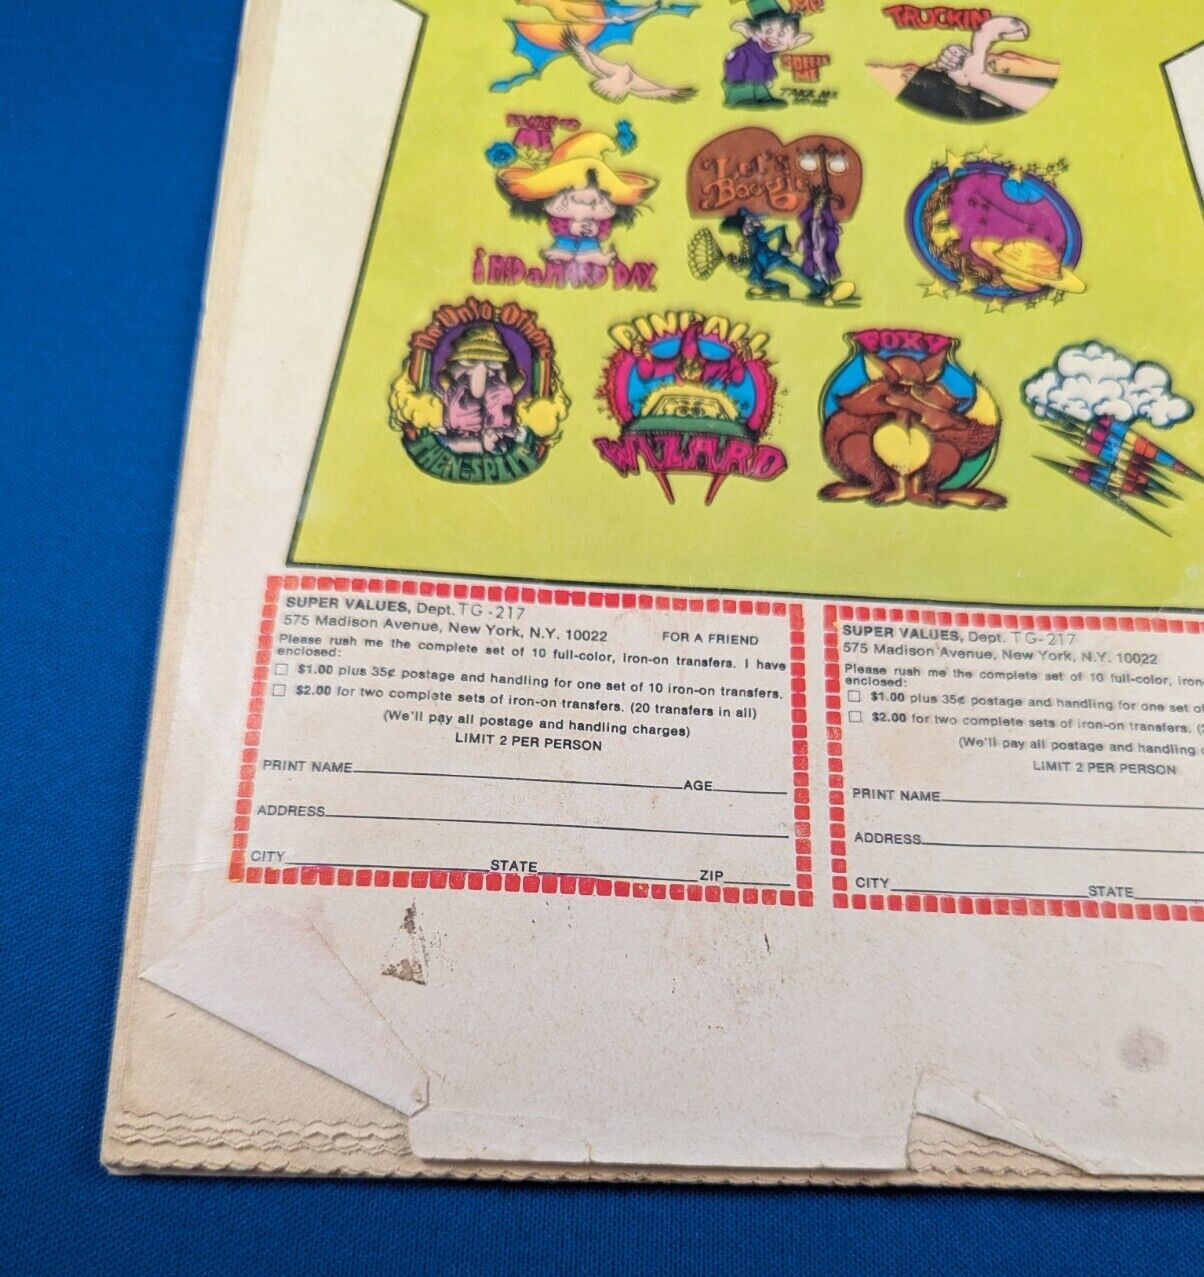 ME
TRUCKIN
SQUEEZE
ME
TAKE MY
ME
Let's
Boogie
I HAD A HARD DAY
Do-Unto-Others
THEN-SPLIT
PINBALL
WIZARD
FOXY
SUPER VALUES, Dept. TG-217
575 Madison Avenue, New York, N.Y. 10022 FOR A FRIEND
Please rush me the complete set of 10 full-color, iron-on transfers. I have
enclosed:
☐ $1.00 plus 35¢ postage and handling for one set of 10 iron-on transfers.
☐ $2.00 for two complete sets of iron-on transfers. (20 transfers in all)
(We'll pay all postage and handling charges)
LIMIT 2 PER PERSON
PRINT NAME AGE
ADDRESS
CITY STATE ZIP
SUPER VALUES, Dept. TG-217
575 Madison Avenue, New York, N.Y. 10022
Please rush me the complete set of 10 full-color, iron-
enclosed:
☐ $1.00 plus 35¢ postage and handling for one set of
☐ $2.00 for two complete sets of iron-on transfers. (
(We'll pay all postage and handling
LIMIT 2 PER PERSON
PRINT NAME
ADDRESS
CITY STATE